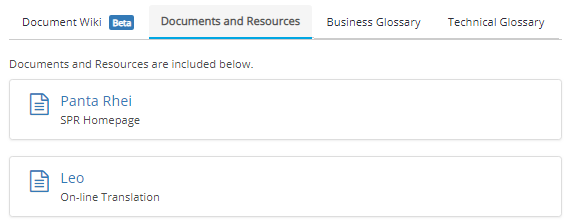 Document Wiki Beta Documents and Resources Business Glossary Technical Glossary
Documents and Resources are included below.
Panta Rhei
SPR Homepage
Leo
On-line Translation